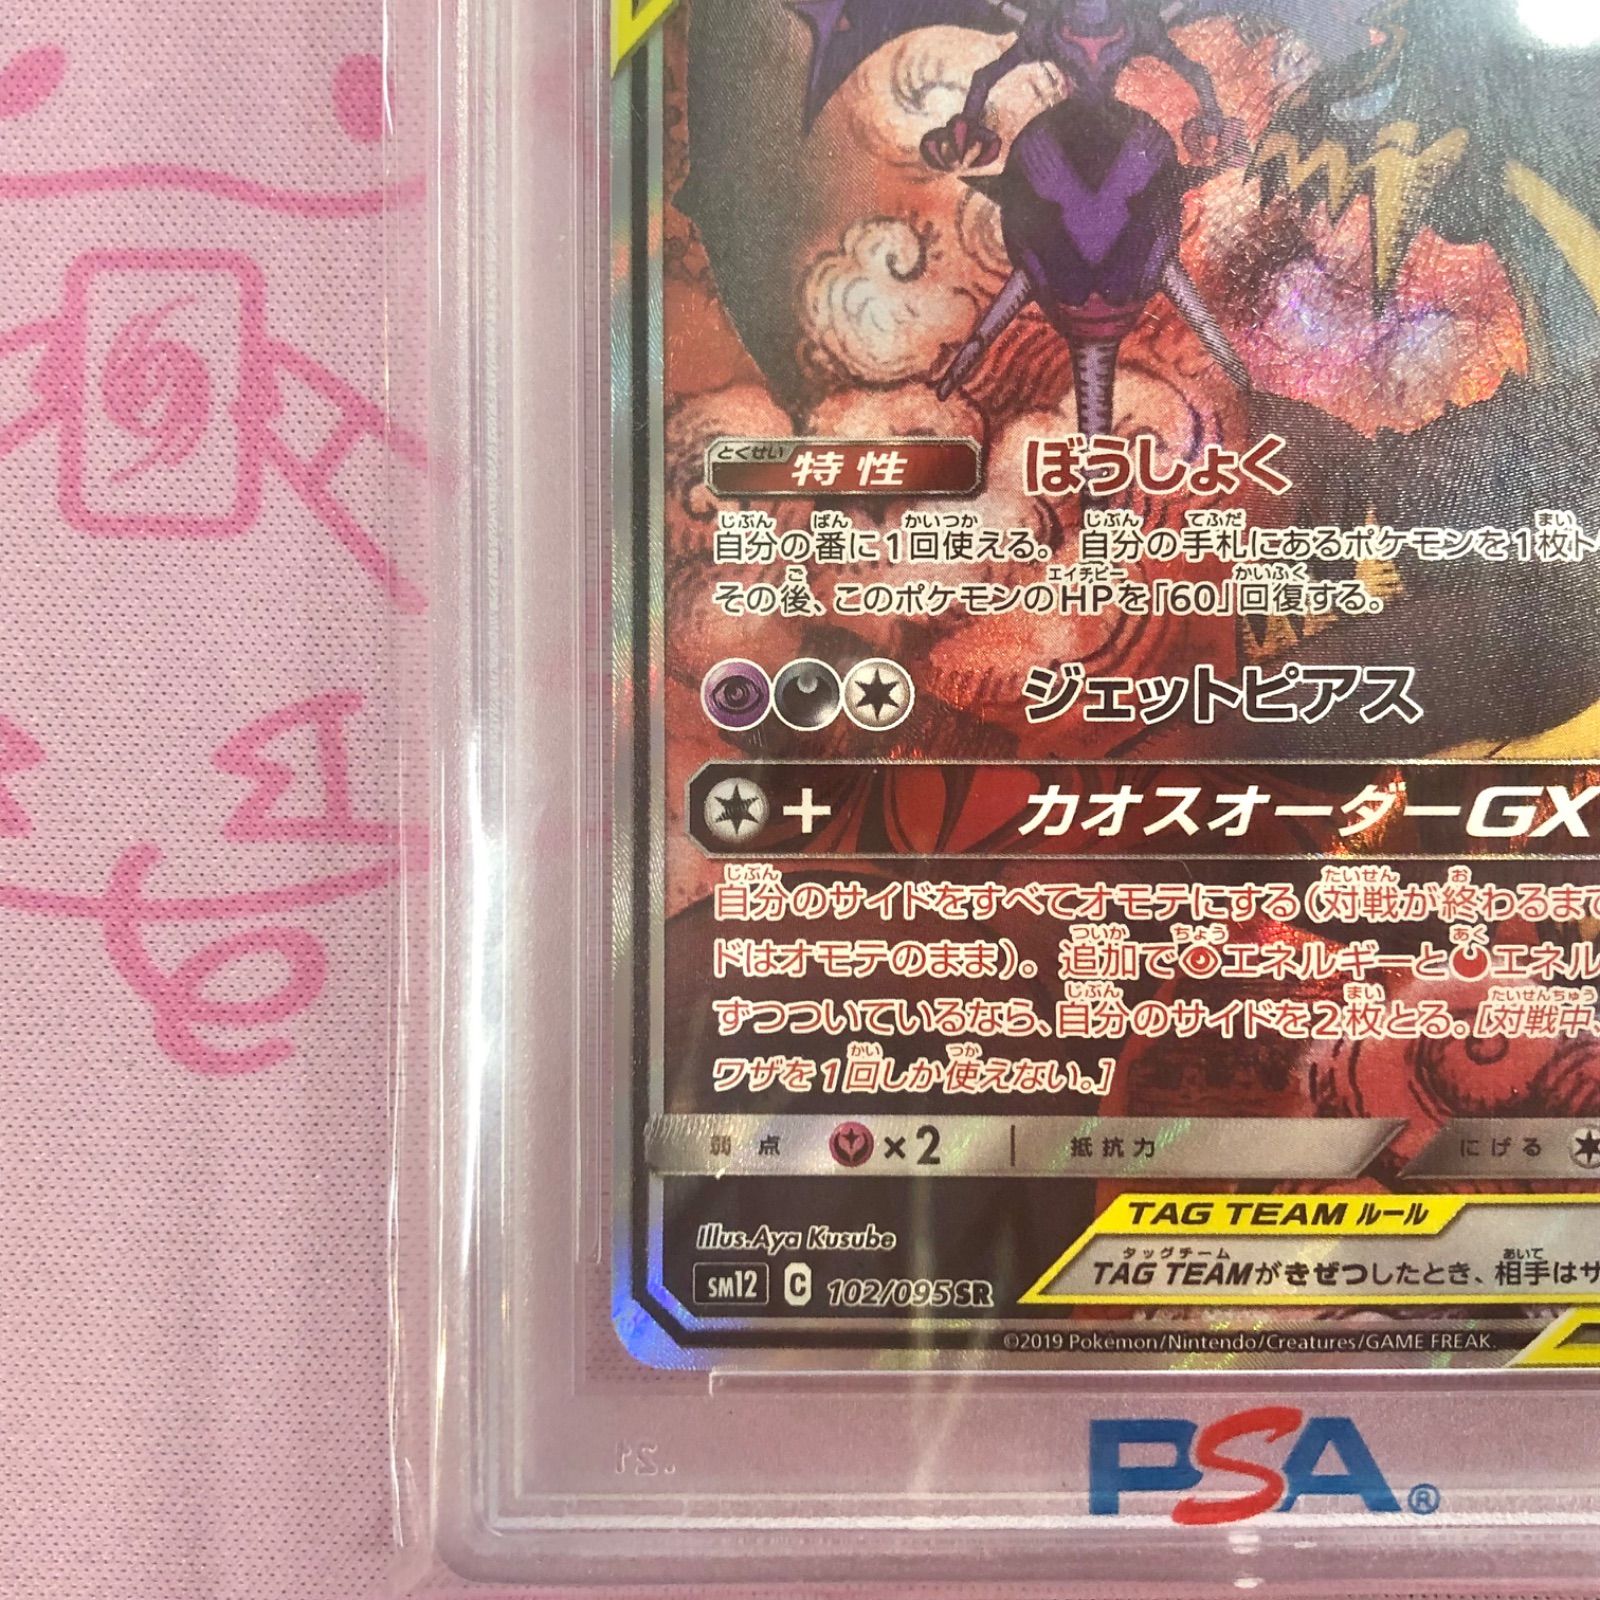 とくせい
特性 ぼうしょく
自分の番に1回使える。自分の手札にあるポケモンを1枚ト
その後、このポケモンのHPを「60」回復する。
ジェットピアス
+ カオスオーダーGX
自分のサイドをすべてオモテにする(対戦が終わるまで
ドはオモテのまま)。追加でエネルギーとエネル
ずつついているなら、自分のサイドを2枚とる。[対戦中、
ワザを1回しか使えない。]
弱点 ×2 抵抗力 にげる
TAG TEAM ルール
TAG TEAMがきぜつしたとき、相手はサ
Illus.Aya Kusube
SM12 C 102/095 SR
©2019 Pokémon/Nintendo/Creatures/GAME FREAK.
PSA®